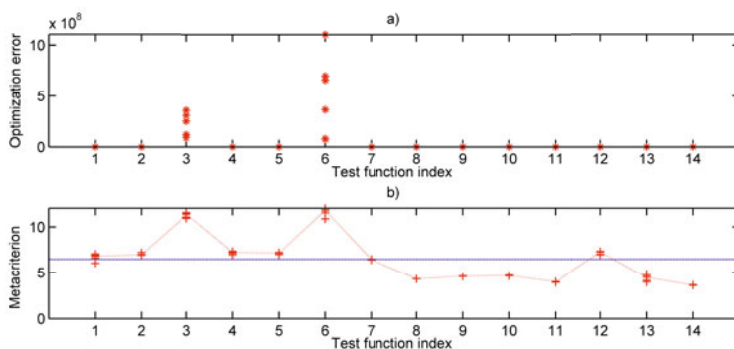 a)
x 10^8
10
5
0
Optimization error
1 2 3 4 5 6 7 8 9 10 11 12 13 14
Test function index
b)
10
5
0
Metacriterion
1 2 3 4 5 6 7 8 9 10 11 12 13 14
Test function index